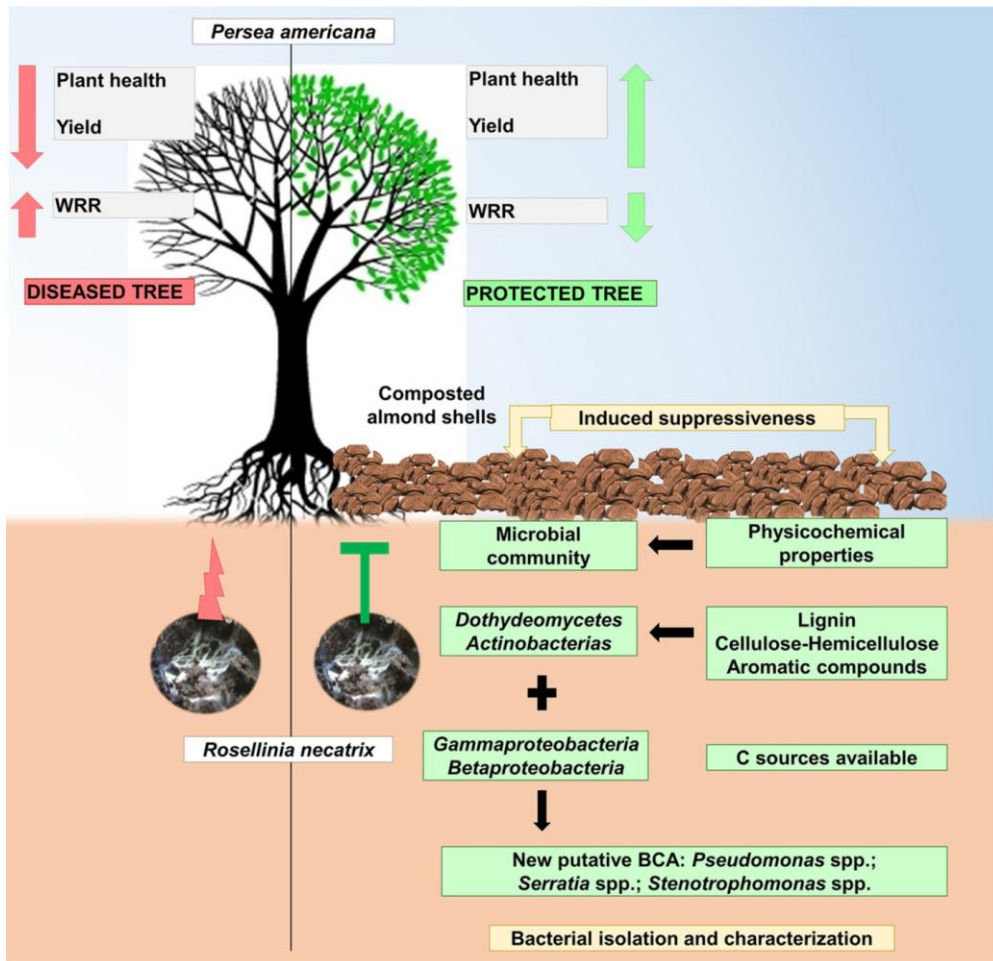 Persea americana
Plant health
Yield
WRR
DISEASED TREE
Plant health
Yield
WRR
PROTECTED TREE
Composted
almond shells
Induced suppressiveness
Microbial
community
Physicochemical
properties
Dothydeomycetes
Actinobacterias
Lignin
Cellulose-Hemicellulose
Aromatic compounds
Rosellinia necatrix
Gammaproteobacteria
Betaproteobacteria
C sources available
New putative BCA: Pseudomonas spp.;
Serratia spp.; Stenotrophomonas spp.
Bacterial isolation and characterization